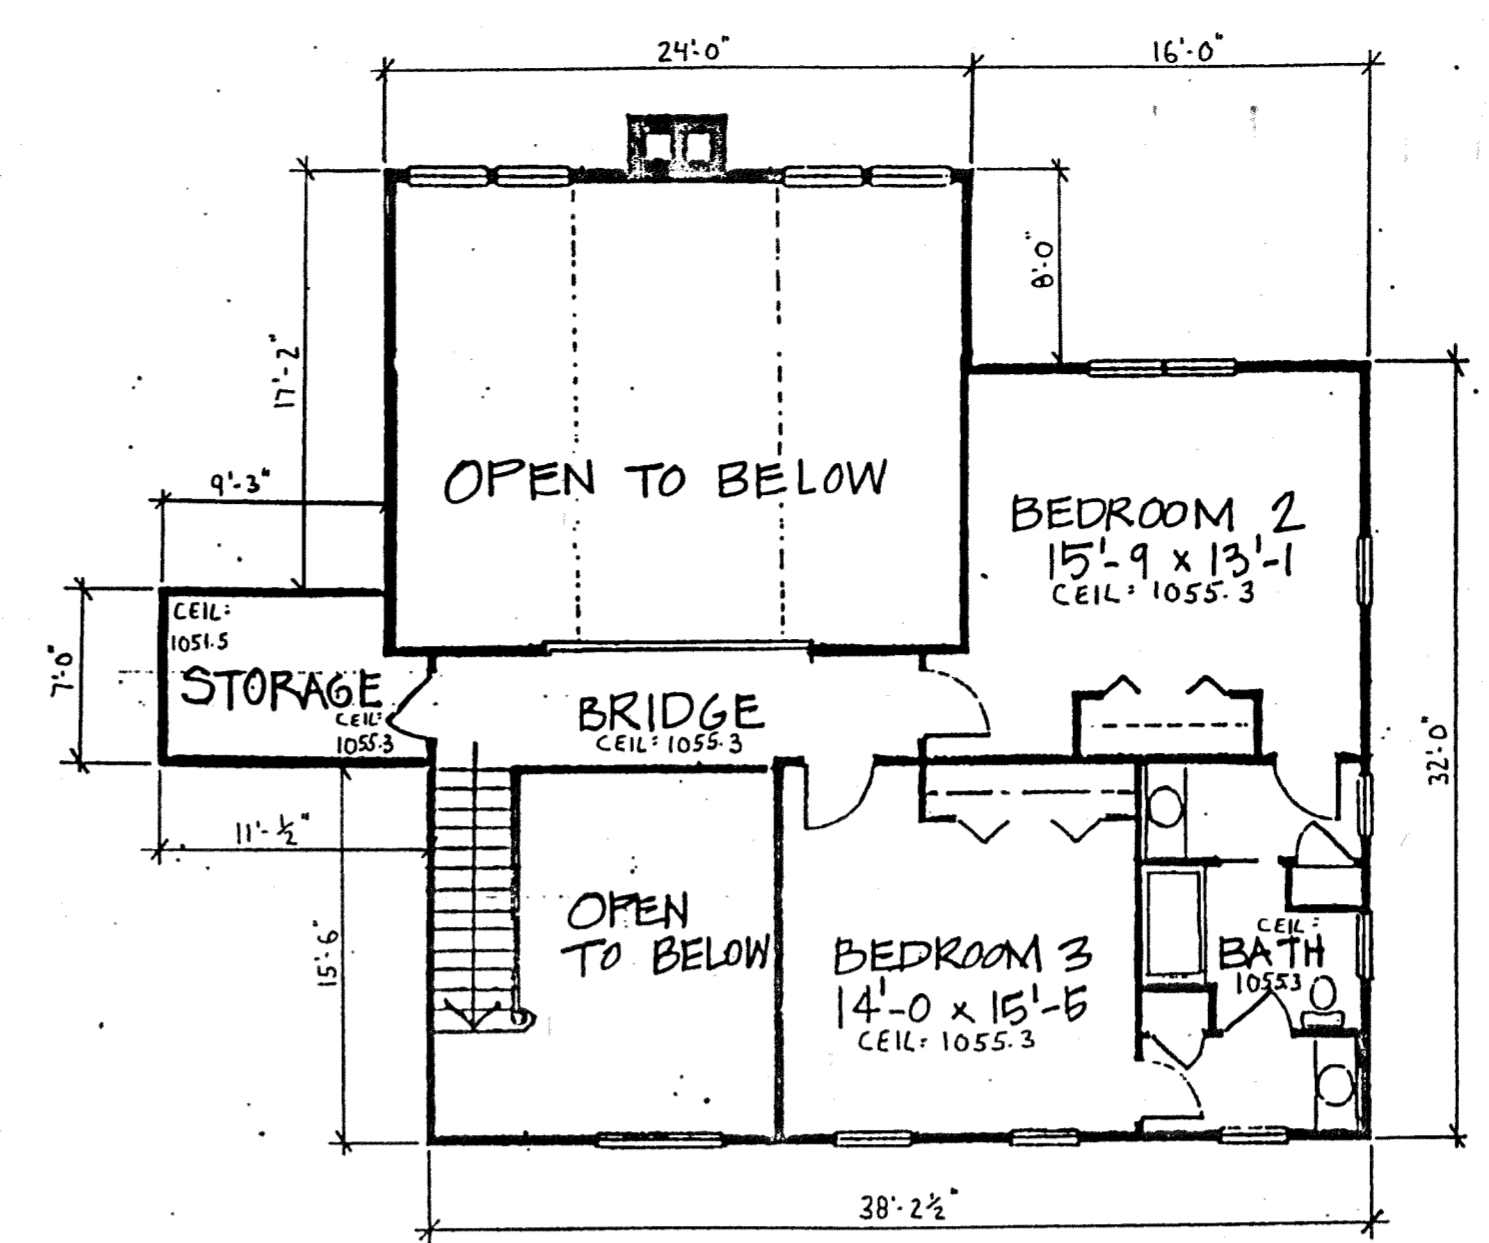 24'-0"
16'-0"
8'-0"
17'-2"
9'-3"
OPEN TO BELOW
BEDROOM 2
15'-9 x 13'-1
CEIL: 1055.3
CEIL:
1051.5
STORAGE
CEIL:
1055.3
7'-0"
BRIDGE
CEIL: 1055.3
32'-0"
11'-½"
15'-6"
OPEN
TO BELOW
BEDROOM 3
14'-0 x 15'-5
CEIL: 1055.3
CEIL:
BATH
1055.3
38'-2½"